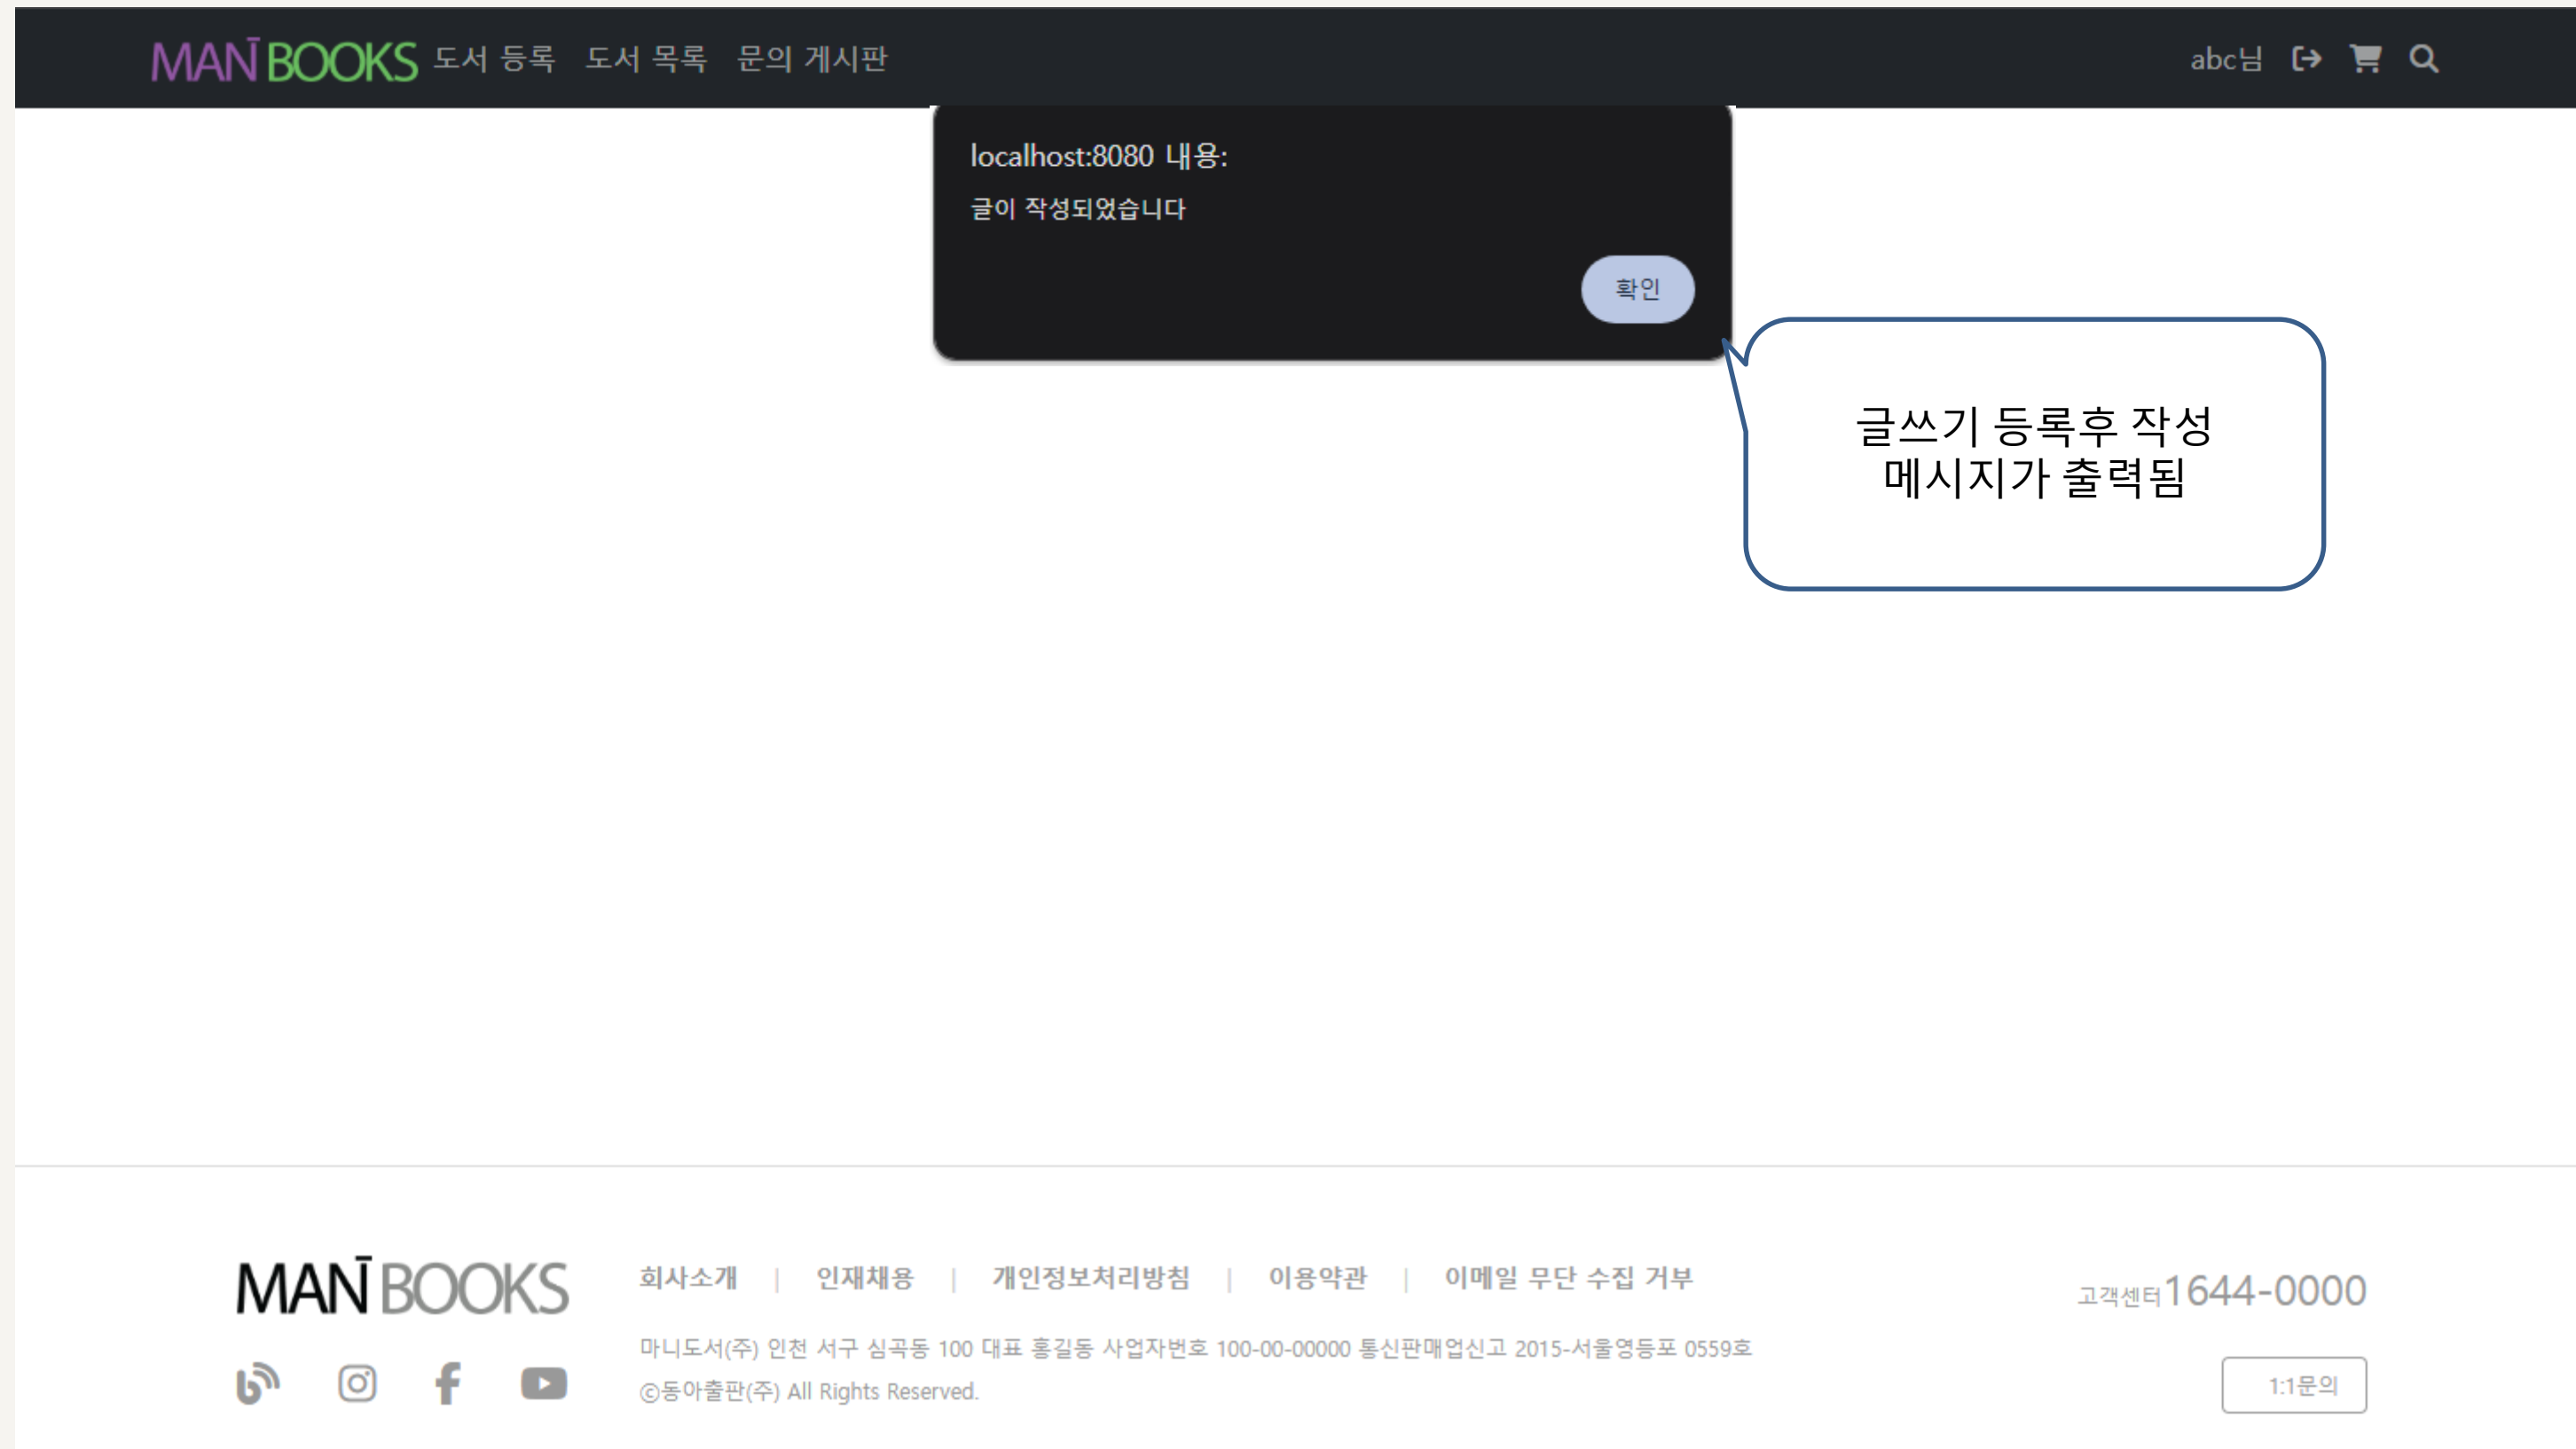 MANĪ BOOKS 도서 등록 도서 목록 문의 게시판 abc님
localhost:8080 내용:
글이 작성되었습니다
확인
글쓰기 등록후 작성
메시지가 출력됨
MANĪ BOOKS
회사소개 | 인재채용 | 개인정보처리방침 | 이용약관 | 이메일 무단 수집 거부
고객센터1644-0000
마니도서(주) 인천 서구 심곡동 100 대표 홍길동 사업자번호 100-00-00000 통신판매업신고 2015-서울영등포 0559호
©동아출판(주) All Rights Reserved.
1:1문의